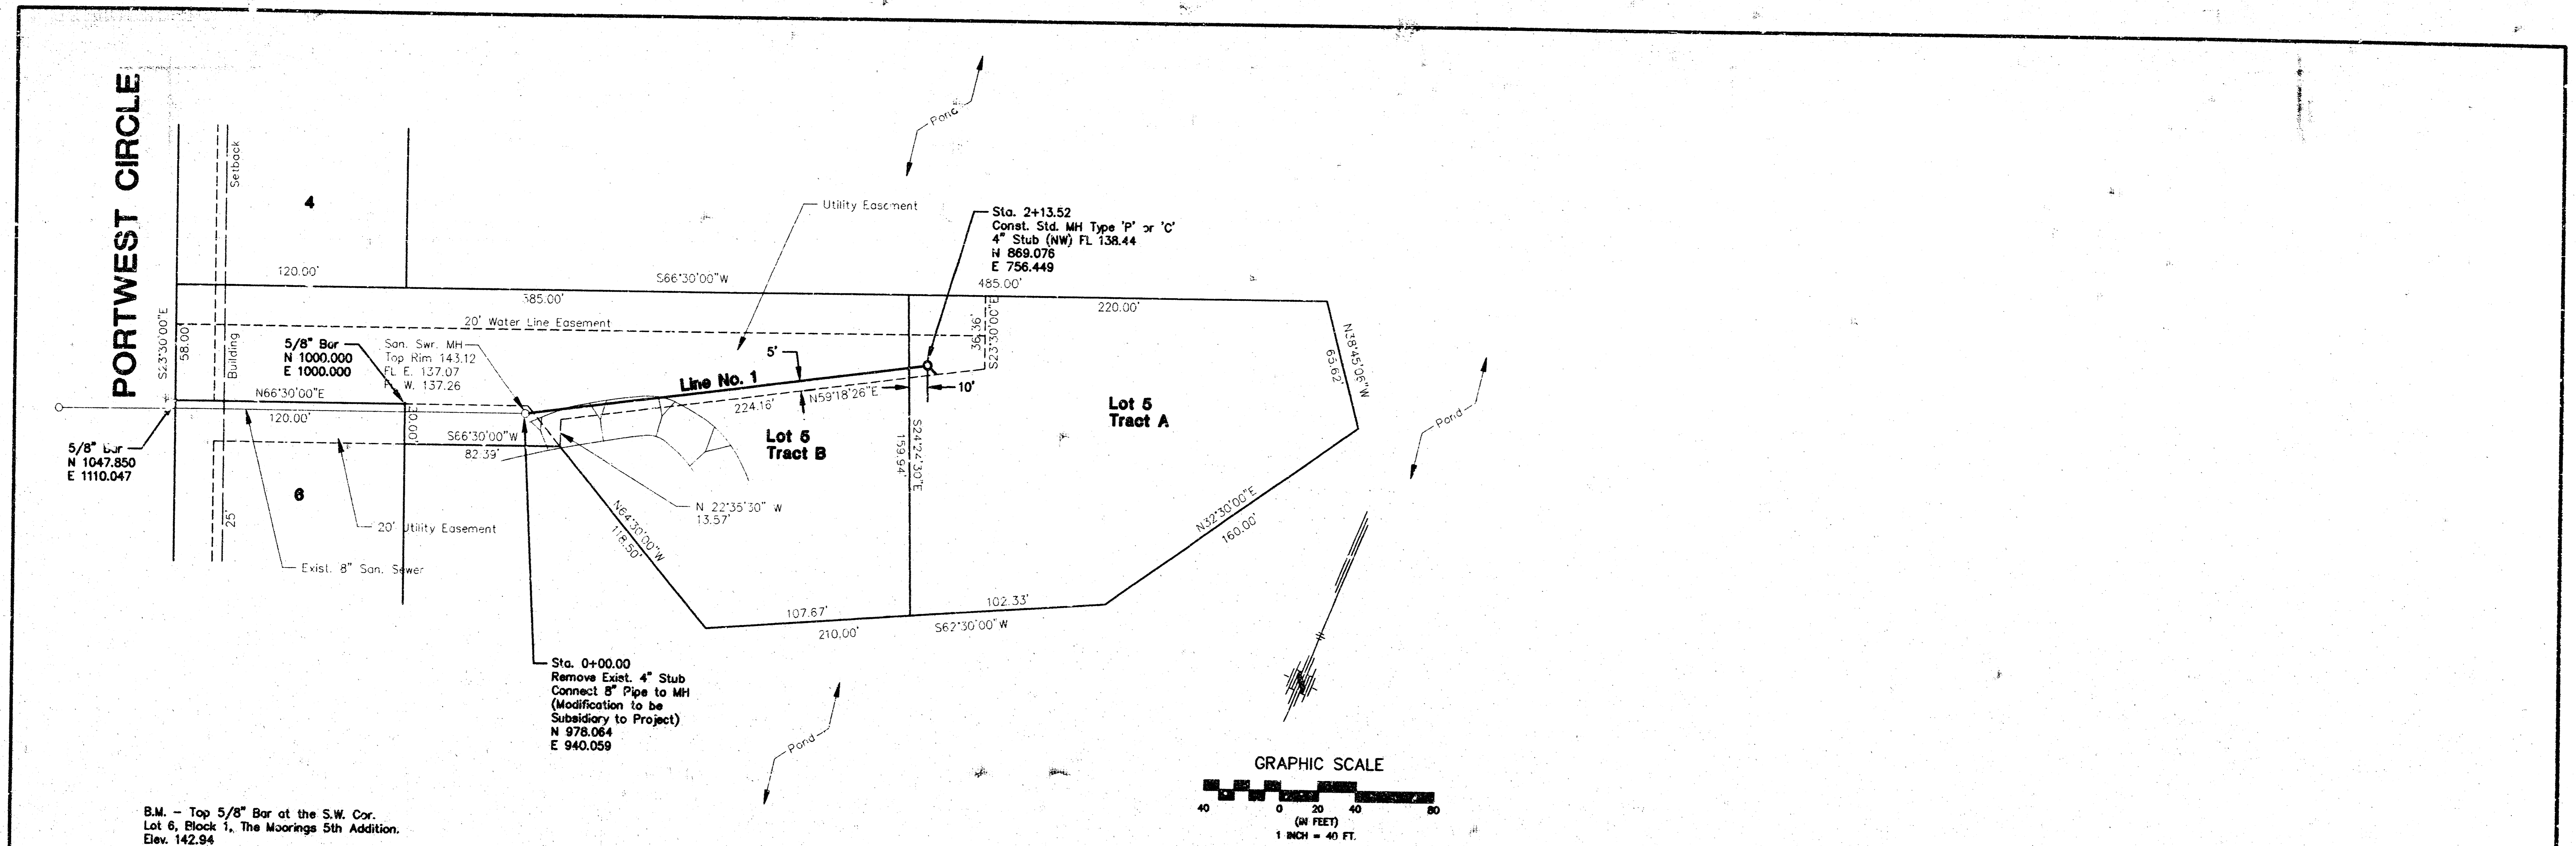 PORTWEST CIRCLE
Setback
Building
25'
4
120.00'
S66°30'00"W
385.00'
485.00'
220.00'
Utility Easement
Pond
Sta. 2+13.52
Const. Std. MH Type 'P' or 'C'
4" Stub (NW) FL 138.44
N 869.076
E 756.449
20' Water Line Easement
S23°30'00"E
58.00'
36.36'
S23°30'00"E
N38°45'06"W
65.62'
5/8" Bar
N 1000.000
E 1000.000
San. Swr. MH
Top Rim 143.12
FL E. 137.07
W. 137.26
5'
Line No. 1
224.16'
N59°18'26"E
10'
N66°30'00"E
120.00'
30.00'
S66°30'00"W
82.39'
Lot 5
Tract B
S24°24'30"E
159.94'
Lot 5
Tract A
Pond
5/8" Bar
N 1047.850
E 1110.047
6
20' Utility Easement
Exist. 8" San. Sewer
N 22°35'30" W
13.57'
N64°30'00"W
118.50'
N32°30'00"E
160.00'
107.67'
102.33'
210.00'
S62°30'00"W
Sta. 0+00.00
Remove Exist. 4" Stub
Connect 8" Pipe to MH
(Modification to be
Subsidiary to Project)
N 978.064
E 940.059
Pond
GRAPHIC SCALE
40 0 20 40 80
(IN FEET)
1 INCH = 40 FT.
B.M. - Top 5/8" Bar at the S.W. Cor.
Lot 6, Block 1, The Moorings 5th Addition.
Elev. 142.94